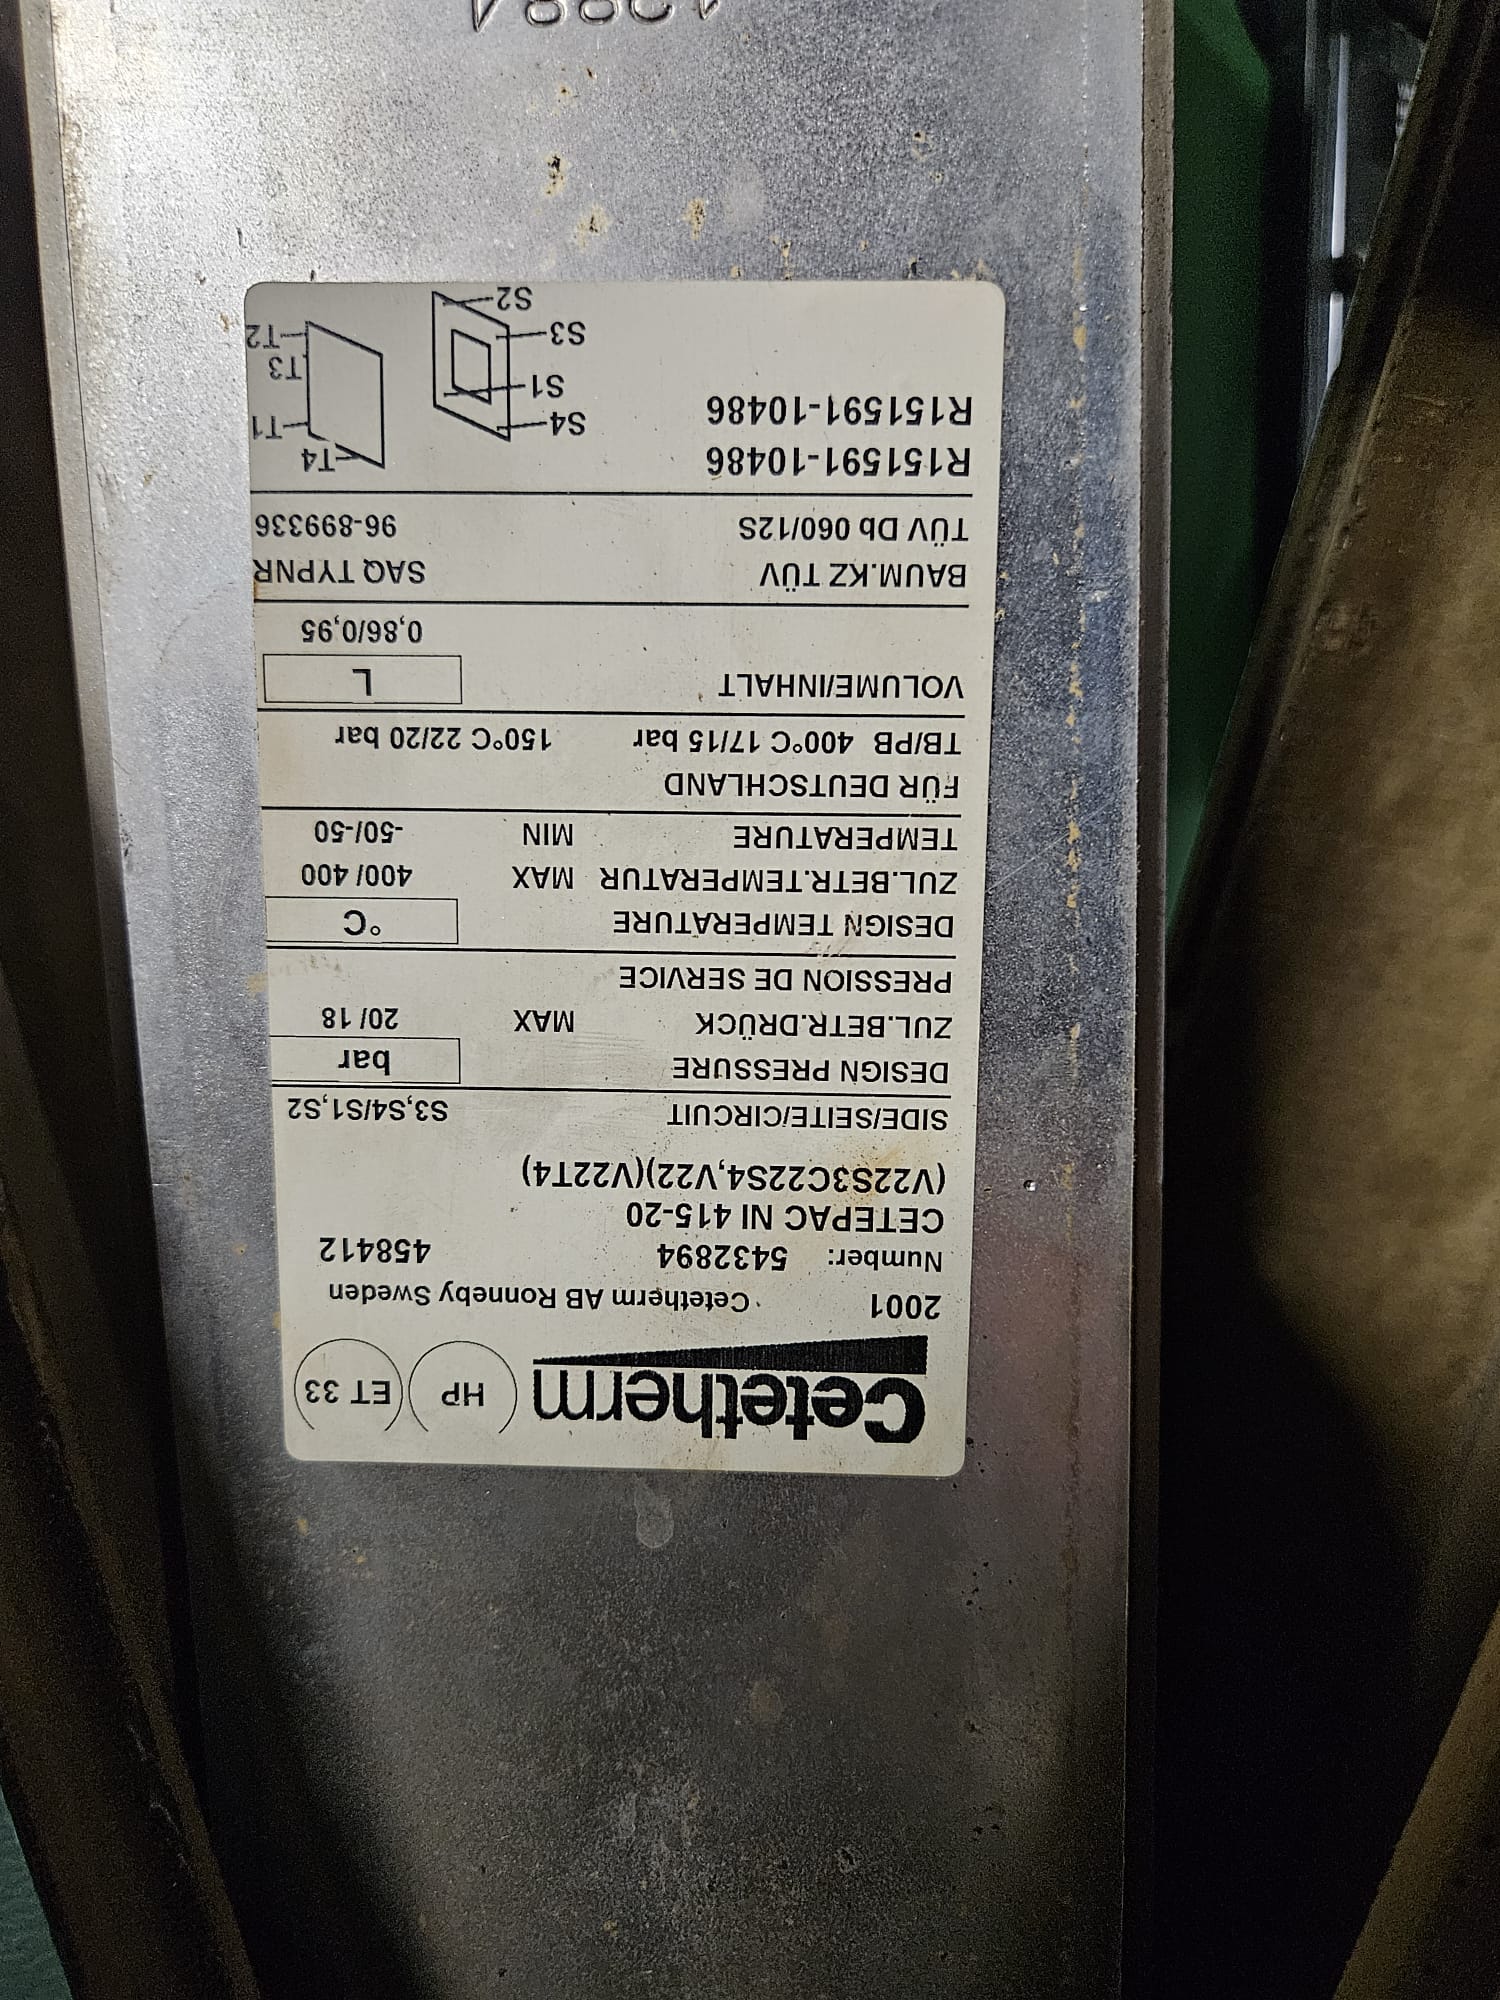 Cetetherm HP ET 33
2001 Cetetherm AB Ronneby Sweden
Number: 5432894 458412
CETEPAC NI 415-20
(V22S3C22S4,V22)(V22T4)
SIDE/SEITE/CIRCUIT S3,S4/S1,S2
DESIGN PRESSURE bar
ZUL.BETR.DRÜCK MAX 20/ 18
PRESSION DE SERVICE
DESIGN TEMPERATURE °C
ZUL.BETR.TEMPERATUR MAX 400/ 400
TEMPERATURE MIN -50/-50
FÜR DEUTSCHLAND
TB/PB 400°C 17/15 bar 150°C 22/20 bar
VOLUME/INHALT L
0,86/0,95
BAUM.KZ TÜV SAQ TYPNR
TÜV Db 060/12S 96-899336
R151591-10486
R151591-10486
S4 S1 S3 S2
T4 T1 T3 T2